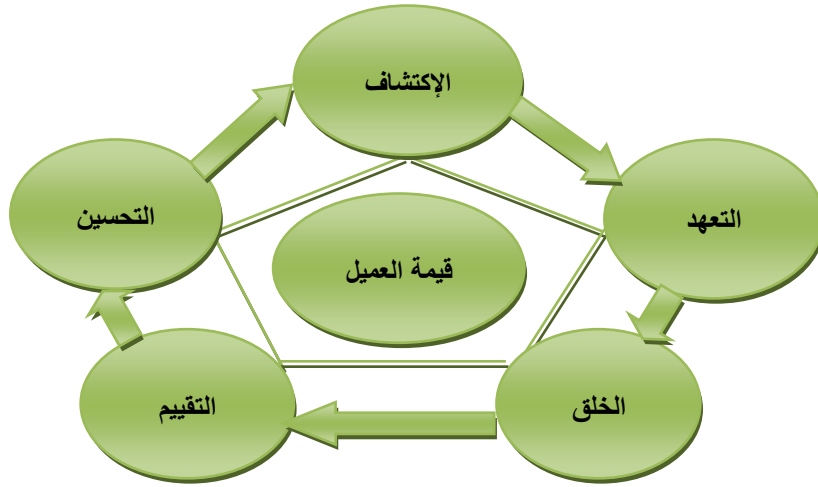 الإكتشاف
التعهد
التحسين
قيمة العميل
الخلق
التقييم